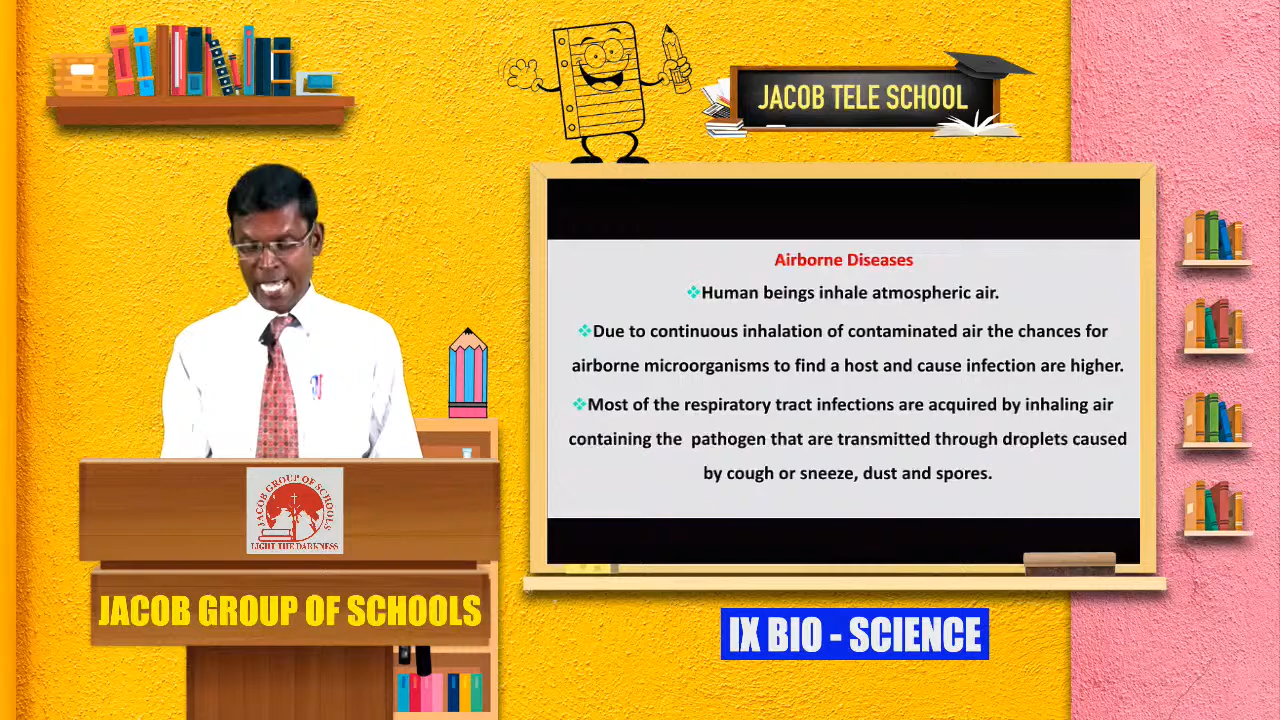 JACOB TELE SCHOOL
Airborne Diseases
❖Human beings inhale atmospheric air.
❖Due to continuous inhalation of contaminated air the chances for
airborne microorganisms to find a host and cause infection are higher.
❖Most of the respiratory tract infections are acquired by inhaling air
containing the pathogen that are transmitted through droplets caused
by cough or sneeze, dust and spores.
JACOB GROUP OF SCHOOLS
LIGHT THE DARKNESS
JACOB GROUP OF SCHOOLS
IX BIO - SCIENCE